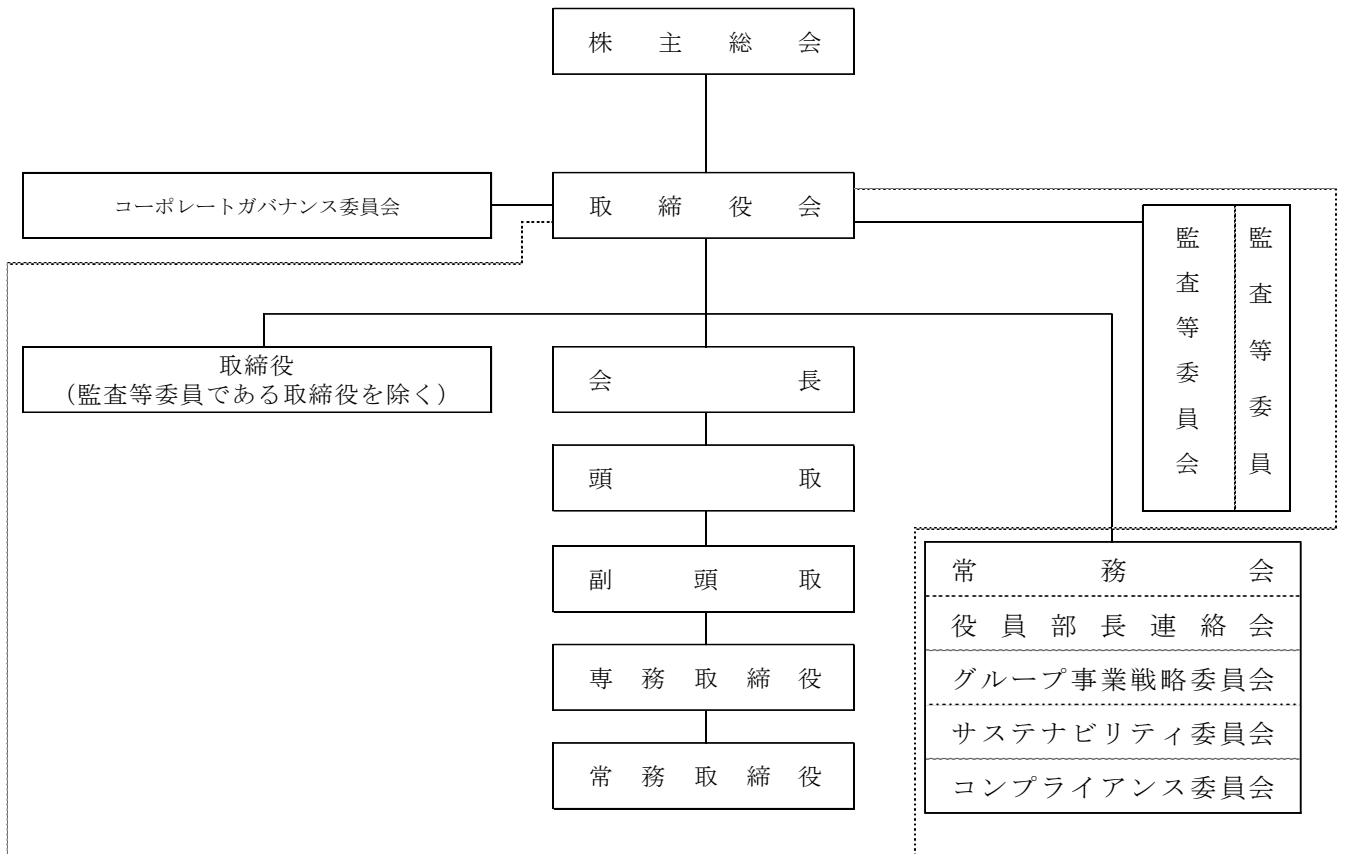 株主総会
コーポレートガバナンス委員会
取締役会
監査等委員会
監査等委員
取締役
（監査等委員である取締役を除く）
会長
頭取
副頭取
専務取締役
常務取締役
常務会
役員部長連絡会
グループ事業戦略委員会
サステナビリティ委員会
コンプライアンス委員会